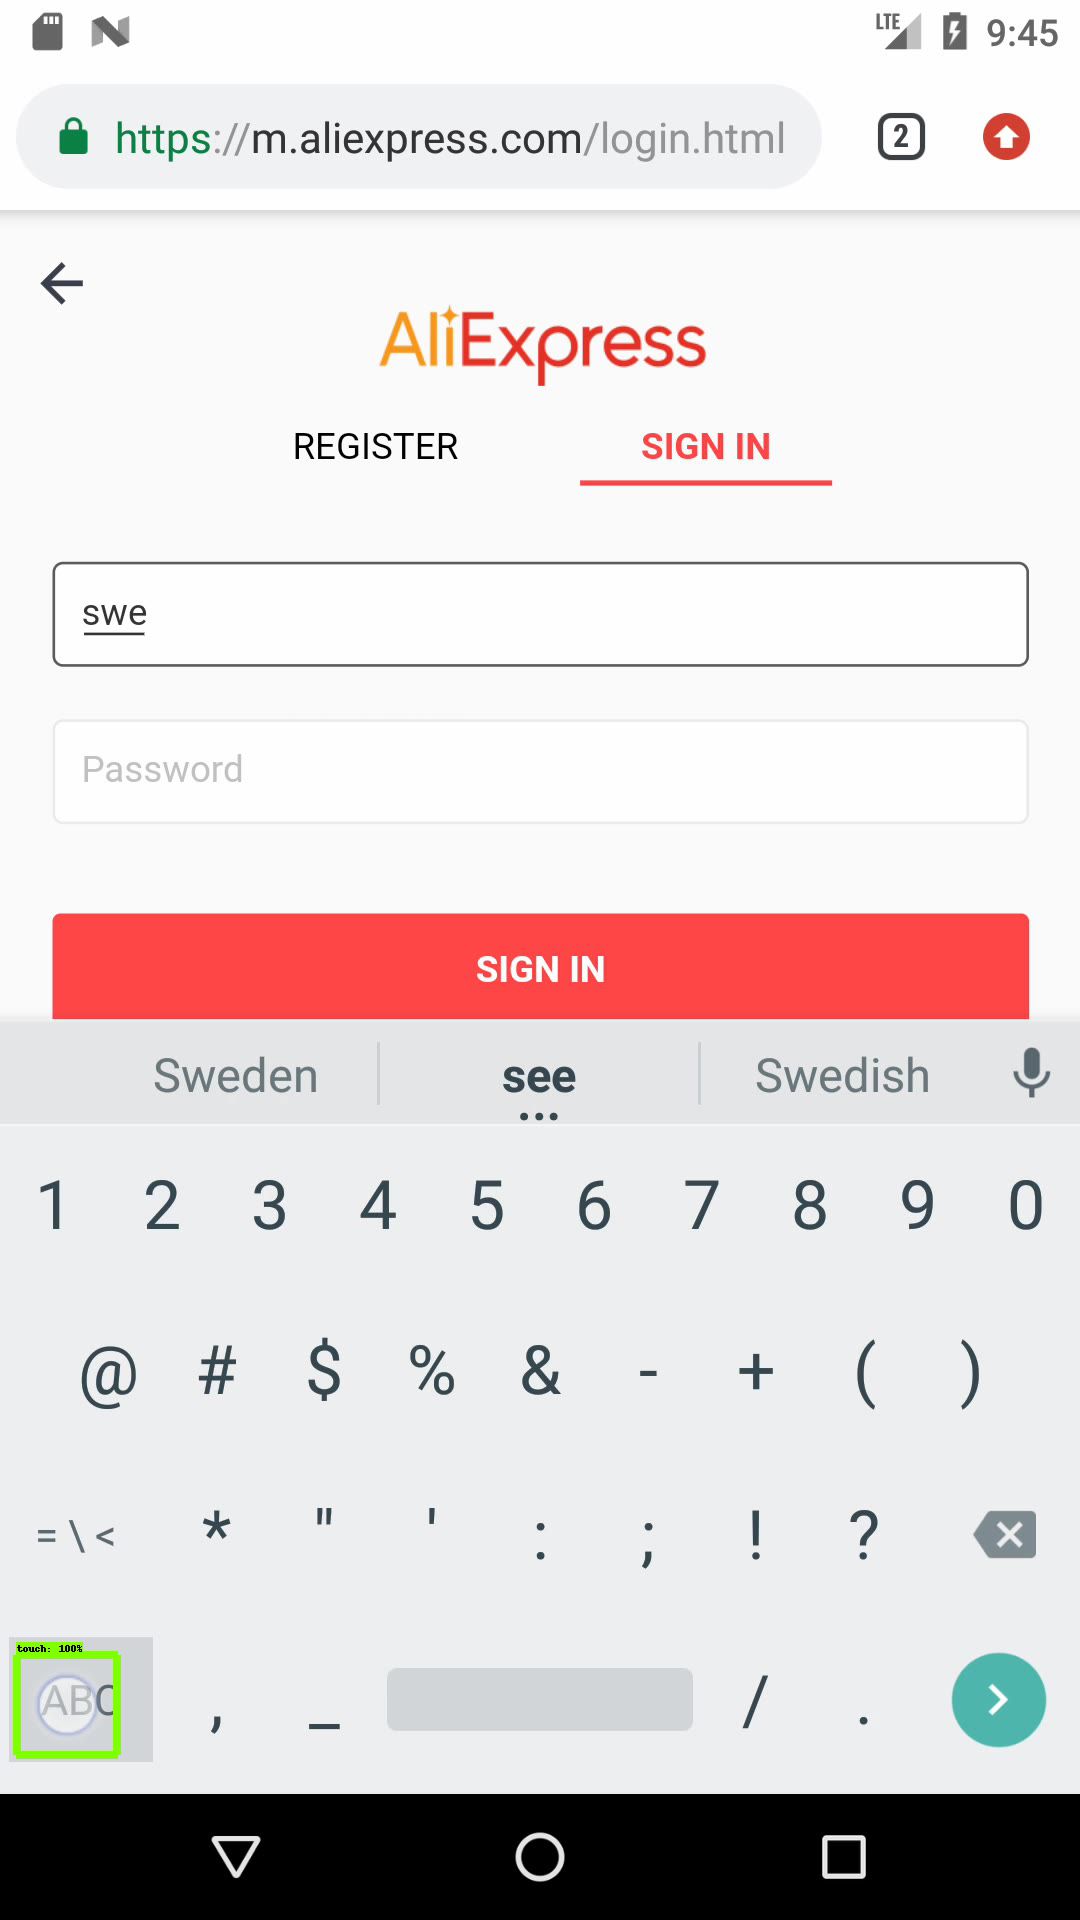 LTE 9:45
https://m.aliexpress.com/login.html 2
AliExpress
REGISTER SIGN IN
swe
Password
SIGN IN
Sweden see Swedish
1 2 3 4 5 6 7 8 9 0
@ # $ % & - + ( )
= \ < * " ' : ; ! ?
touch: 100%
ABC , _ / .